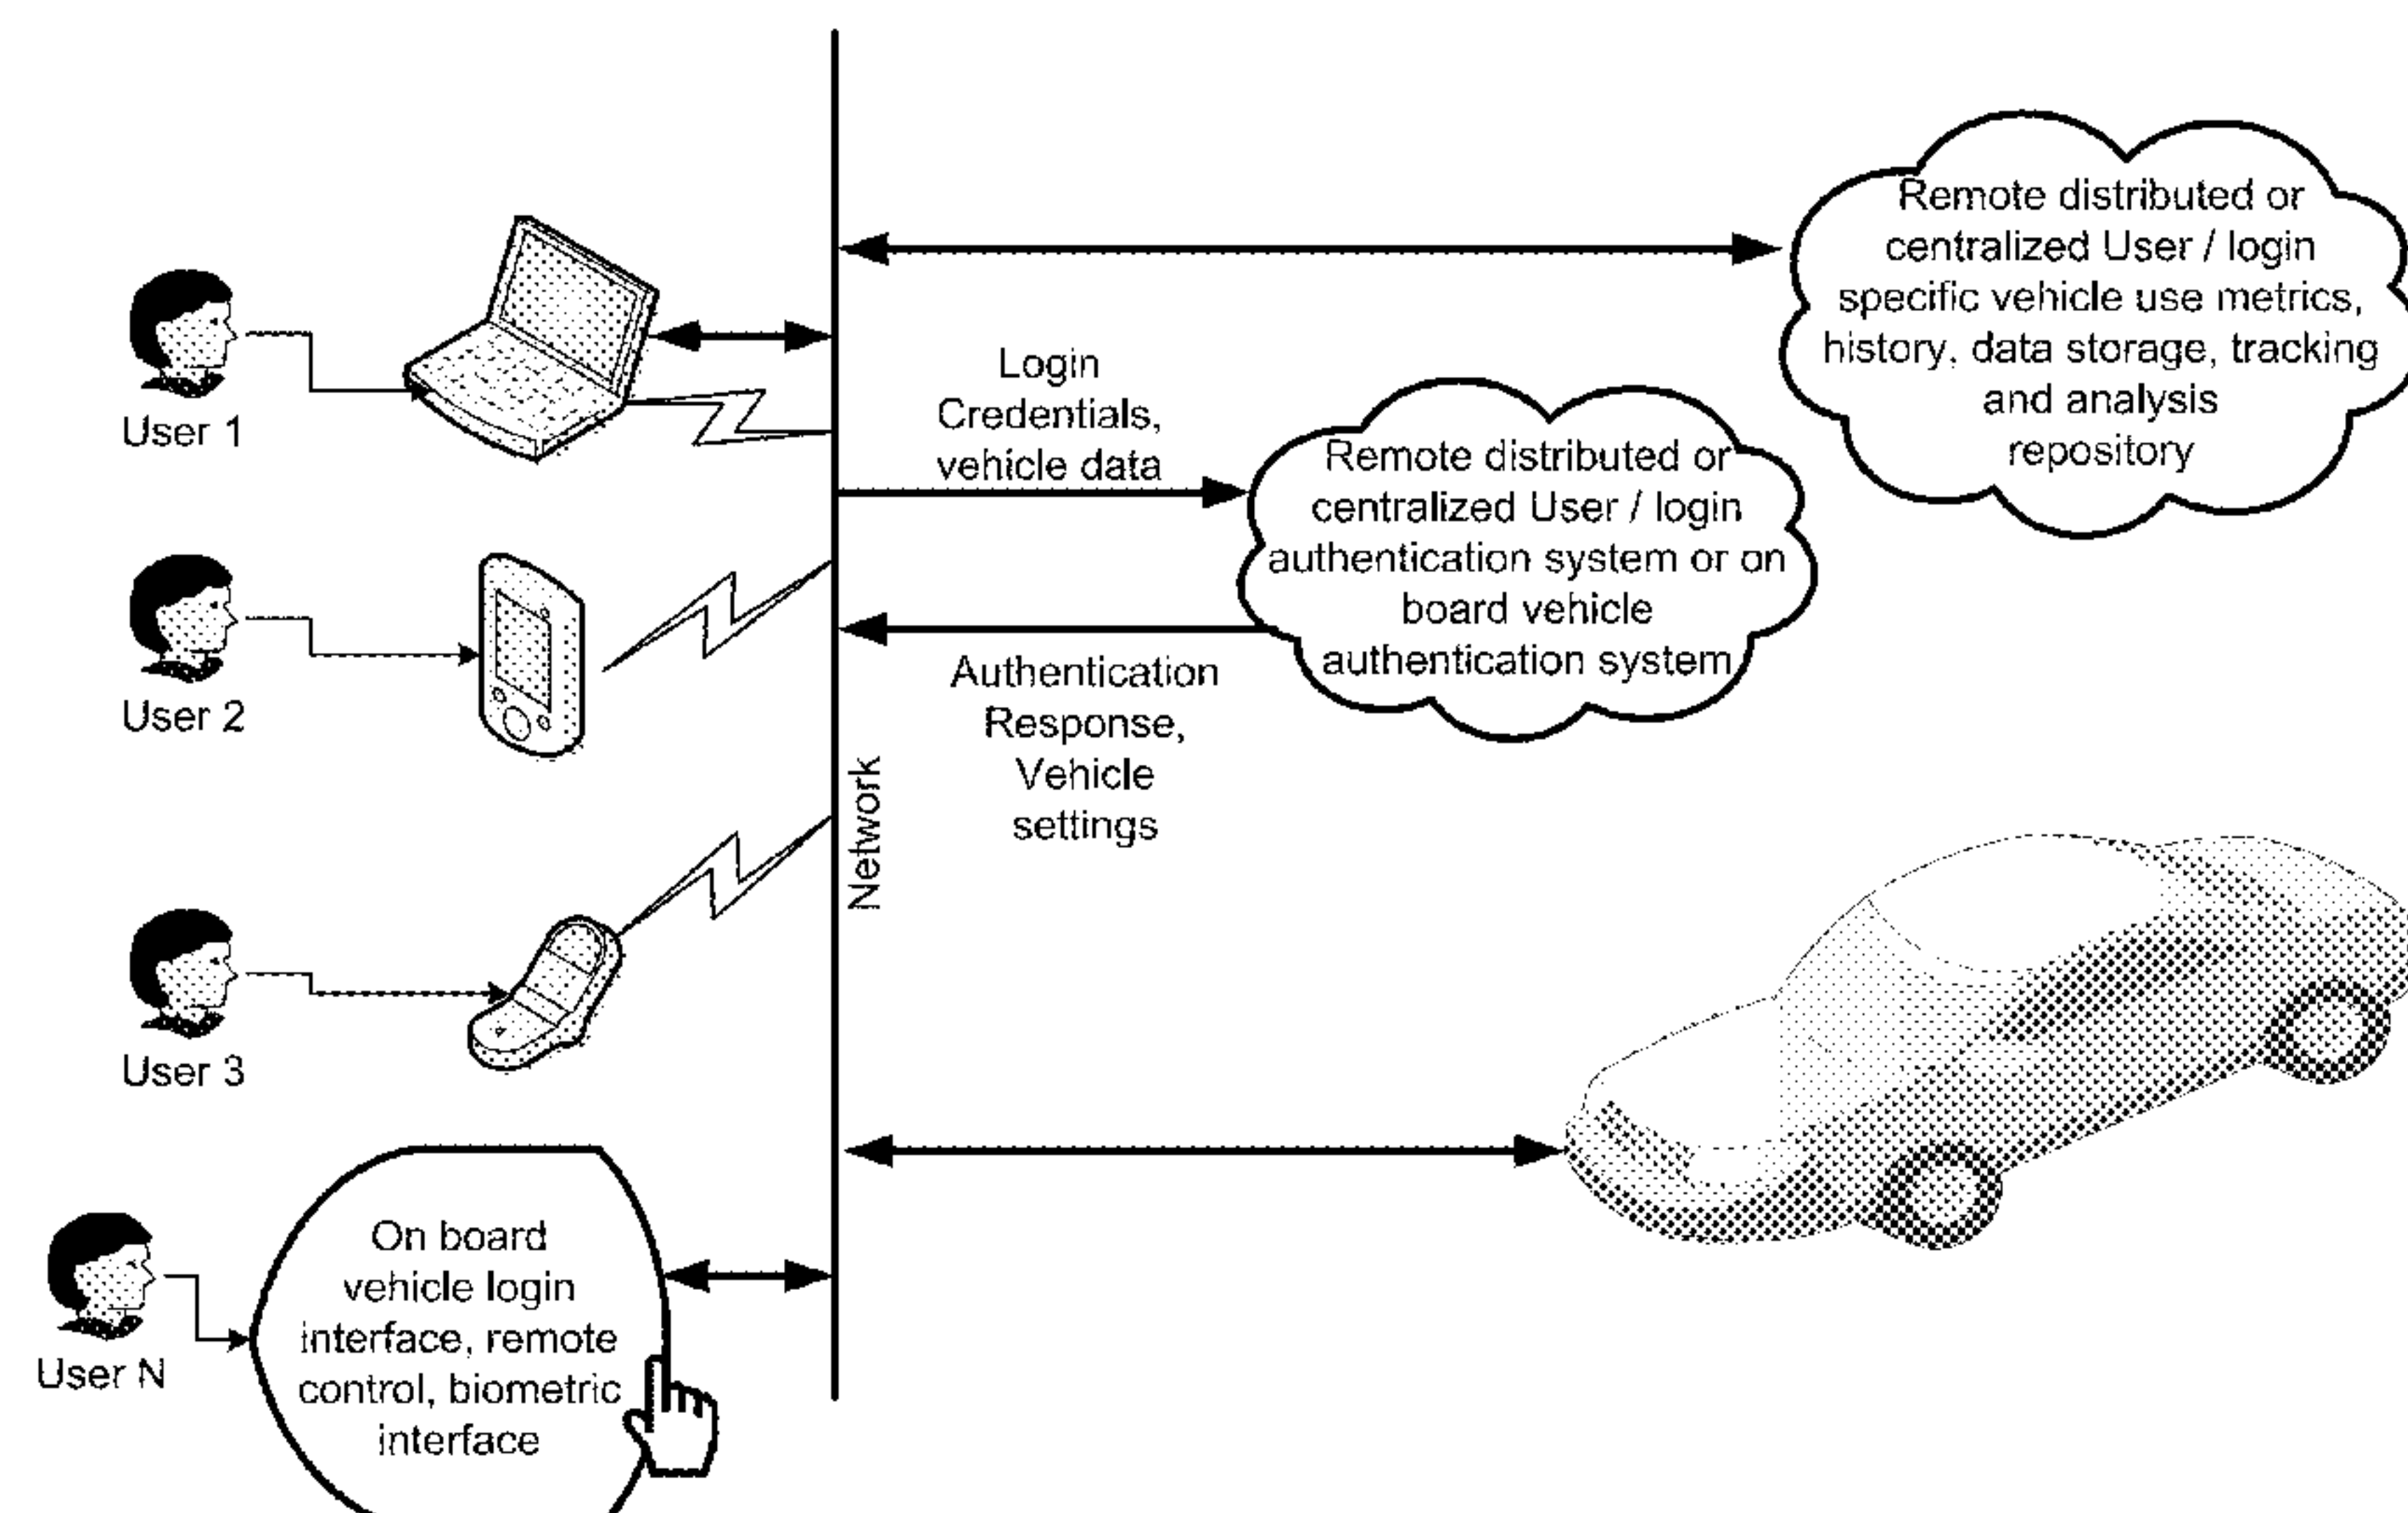 Remote distributed or
centralized User / login
specific vehicle use metrics,
history, data storage, tracking
and analysis
repository
User 1
Login
Credentials,
vehicle data
Remote distributed or
centralized User / login
authentication system or on
board vehicle
authentication system
User 2
Authentication
Response,
Vehicle
settings
Network
User 3
On board
vehicle login
interface, remote
control, biometric
interface
User N